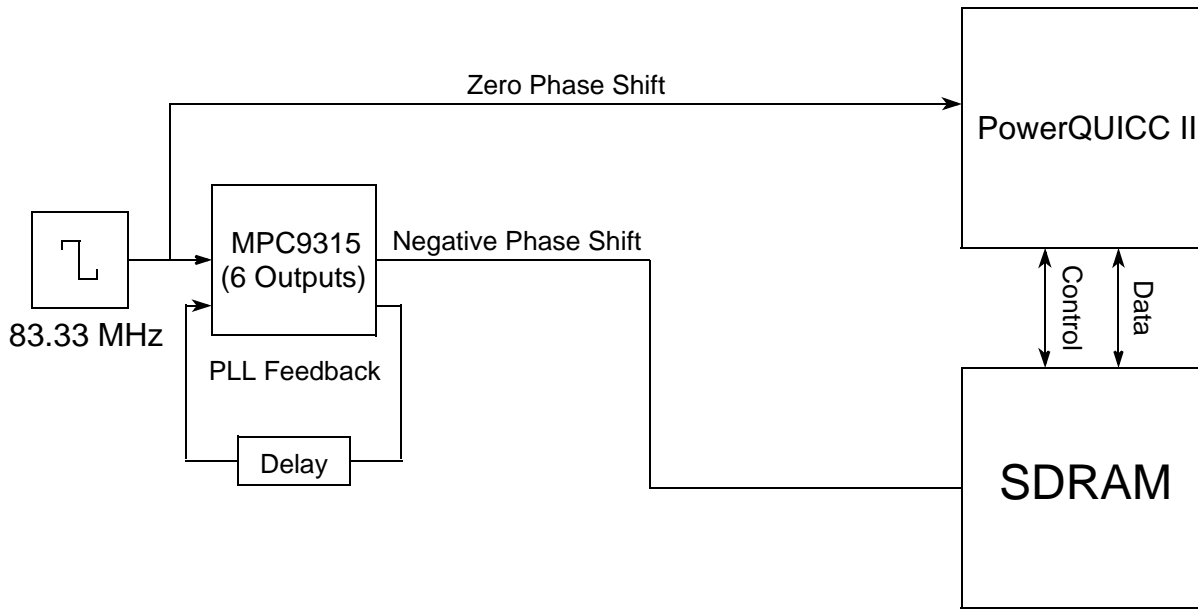 Zero Phase Shift
PowerQUICC II
MPC9315
(6 Outputs)
Negative Phase Shift
83.33 MHz
Control
Data
PLL Feedback
Delay
SDRAM